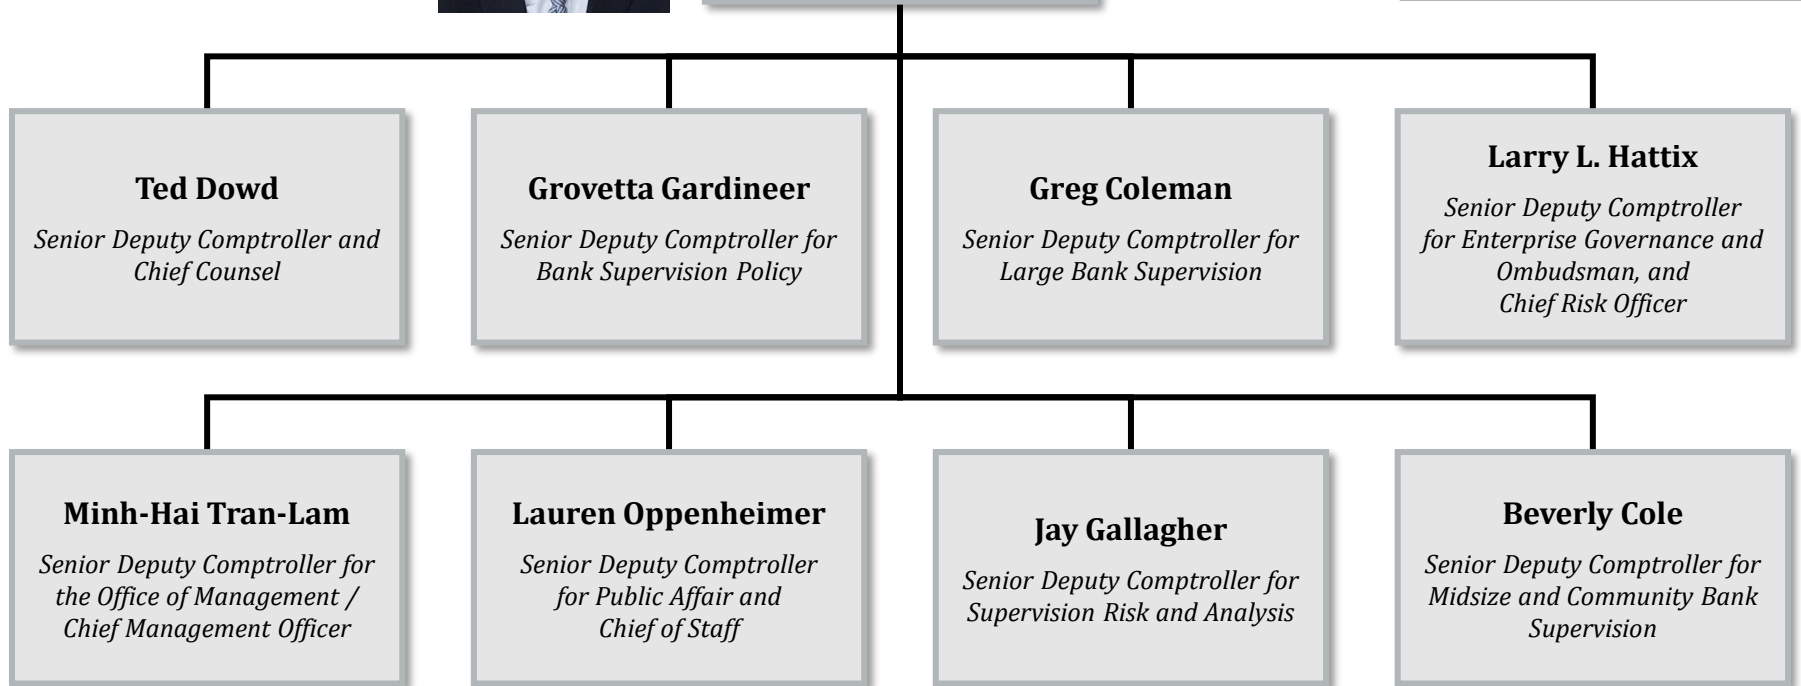 Ted Dowd
Senior Deputy Comptroller and
Chief Counsel
Grovetta Gardineer
Senior Deputy Comptroller for
Bank Supervision Policy
Greg Coleman
Senior Deputy Comptroller for
Large Bank Supervision
Larry L. Hattix
Senior Deputy Comptroller
for Enterprise Governance and
Ombudsman, and
Chief Risk Officer
Minh-Hai Tran-Lam
Senior Deputy Comptroller for
the Office of Management /
Chief Management Officer
Lauren Oppenheimer
Senior Deputy Comptroller
for Public Affair and
Chief of Staff
Jay Gallagher
Senior Deputy Comptroller for
Supervision Risk and Analysis
Beverly Cole
Senior Deputy Comptroller for
Midsize and Community Bank
Supervision